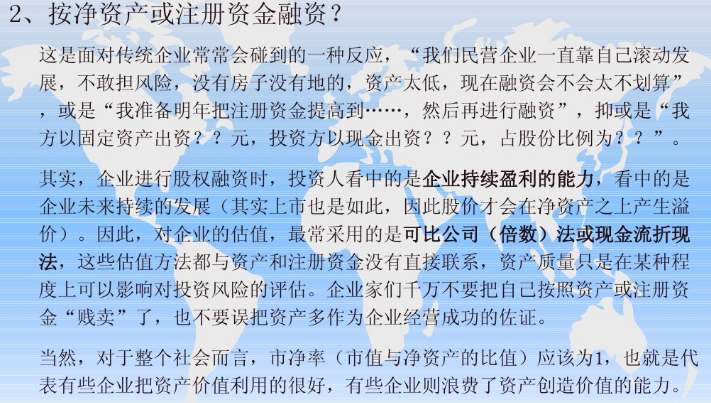 2、按净资产或注册资金融资？
这是面对传统企业常常会碰到的一种反应，“我们民营企业一直靠自己滚动发
展，不敢担风险，没有房子没有地的，资产太低，现在融资会不会太不划算”
，或是“我准备明年把注册资金提高到……，然后再进行融资”，抑或是“我
方以固定资产出资？？元，投资方以现金出资？？元，占股份比例为？？”。
其实，企业进行股权融资时，投资人看中的是企业持续盈利的能力，看中的是
企业未来持续的发展（其实上市也是如此，因此股价才会在净资产之上产生溢
价）。因此，对企业的估值，最常采用的是可比公司（倍数）法或现金流折现
法，这些估值方法都与资产和注册资金没有直接联系，资产质量只是在某种程
度上可以影响对投资风险的评估。企业家们千万不要把自己按照资产或注册资
金“贱卖”了，也不要误把资产多作为企业经营成功的佐证。
当然，对于整个社会而言，市净率（市值与净资产的比值）应该为1，也就是代
表有些企业把资产价值利用的很好，有些企业则浪费了资产创造价值的能力。